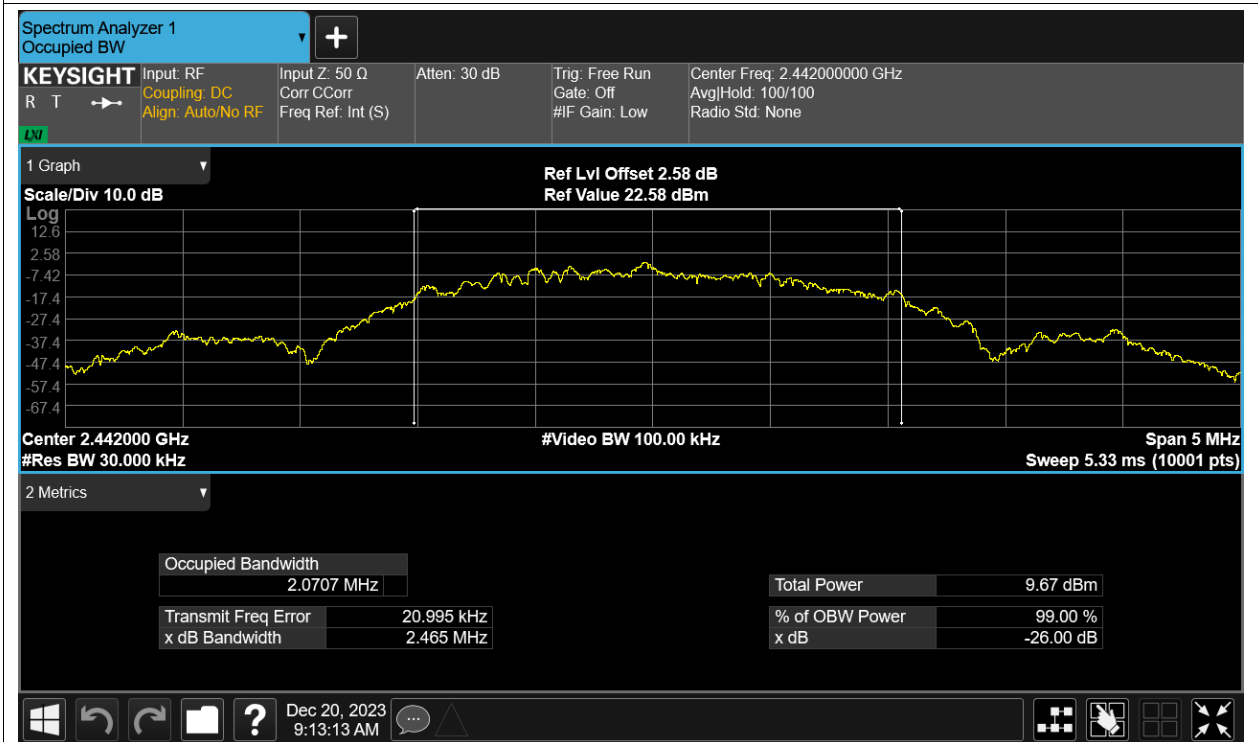 Spectrum Analyzer 1
Occupied BW
KEYSIGHT
R T
LXI
Input: RF
Coupling: DC
Align: Auto/No RF
Input Z: 50 Ω
Corr CCorr
Freq Ref: Int (S)
Atten: 30 dB
Trig: Free Run
Gate: Off
#IF Gain: Low
Center Freq: 2.442000000 GHz
Avg|Hold: 100/100
Radio Std: None
1 Graph
Scale/Div 10.0 dB
Ref Lvl Offset 2.58 dB
Ref Value 22.58 dBm
Log
12.6
2.58
-7.42
-17.4
-27.4
-37.4
-47.4
-57.4
-67.4
Center 2.442000 GHz
#Video BW 100.00 kHz
Span 5 MHz
#Res BW 30.000 kHz
Sweep 5.33 ms (10001 pts)
2 Metrics
Occupied Bandwidth
2.0707 MHz
Total Power 9.67 dBm
Transmit Freq Error 20.995 kHz
% of OBW Power 99.00 %
x dB Bandwidth 2.465 MHz
x dB -26.00 dB
?
Dec 20, 2023
9:13:13 AM